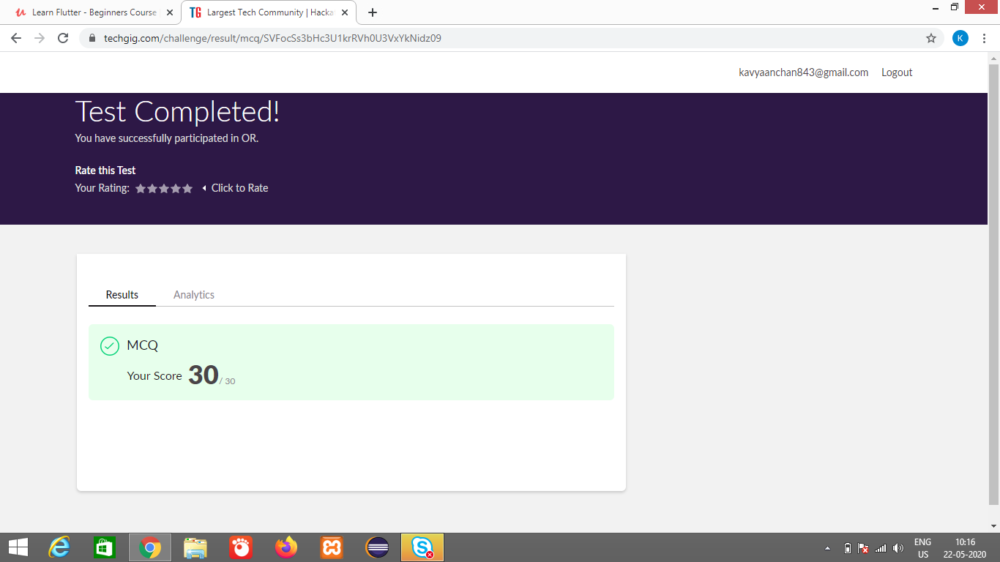 Learn Flutter - Beginners Course
TG Largest Tech Community | Hacka
techgig.com/challenge/result/mcq/SVFocSs3bHc3U1krRVh0U3VxYkNidz09
K
kavyaanchan843@gmail.com Logout
Test Completed!
You have successfully participated in OR.
Rate this Test
Your Rating: Click to Rate
Results Analytics
MCQ
Your Score 30 / 30
ENG 10:16
US 22-05-2020